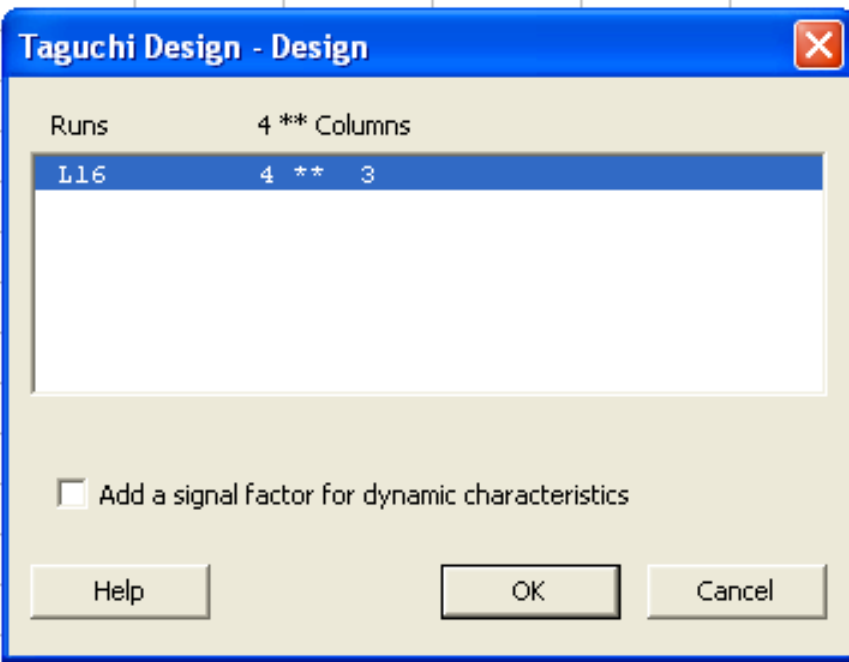 Taguchi Design - Design
Runs 4 ** Columns
L16 4 ** 3
Add a signal factor for dynamic characteristics
Help OK Cancel